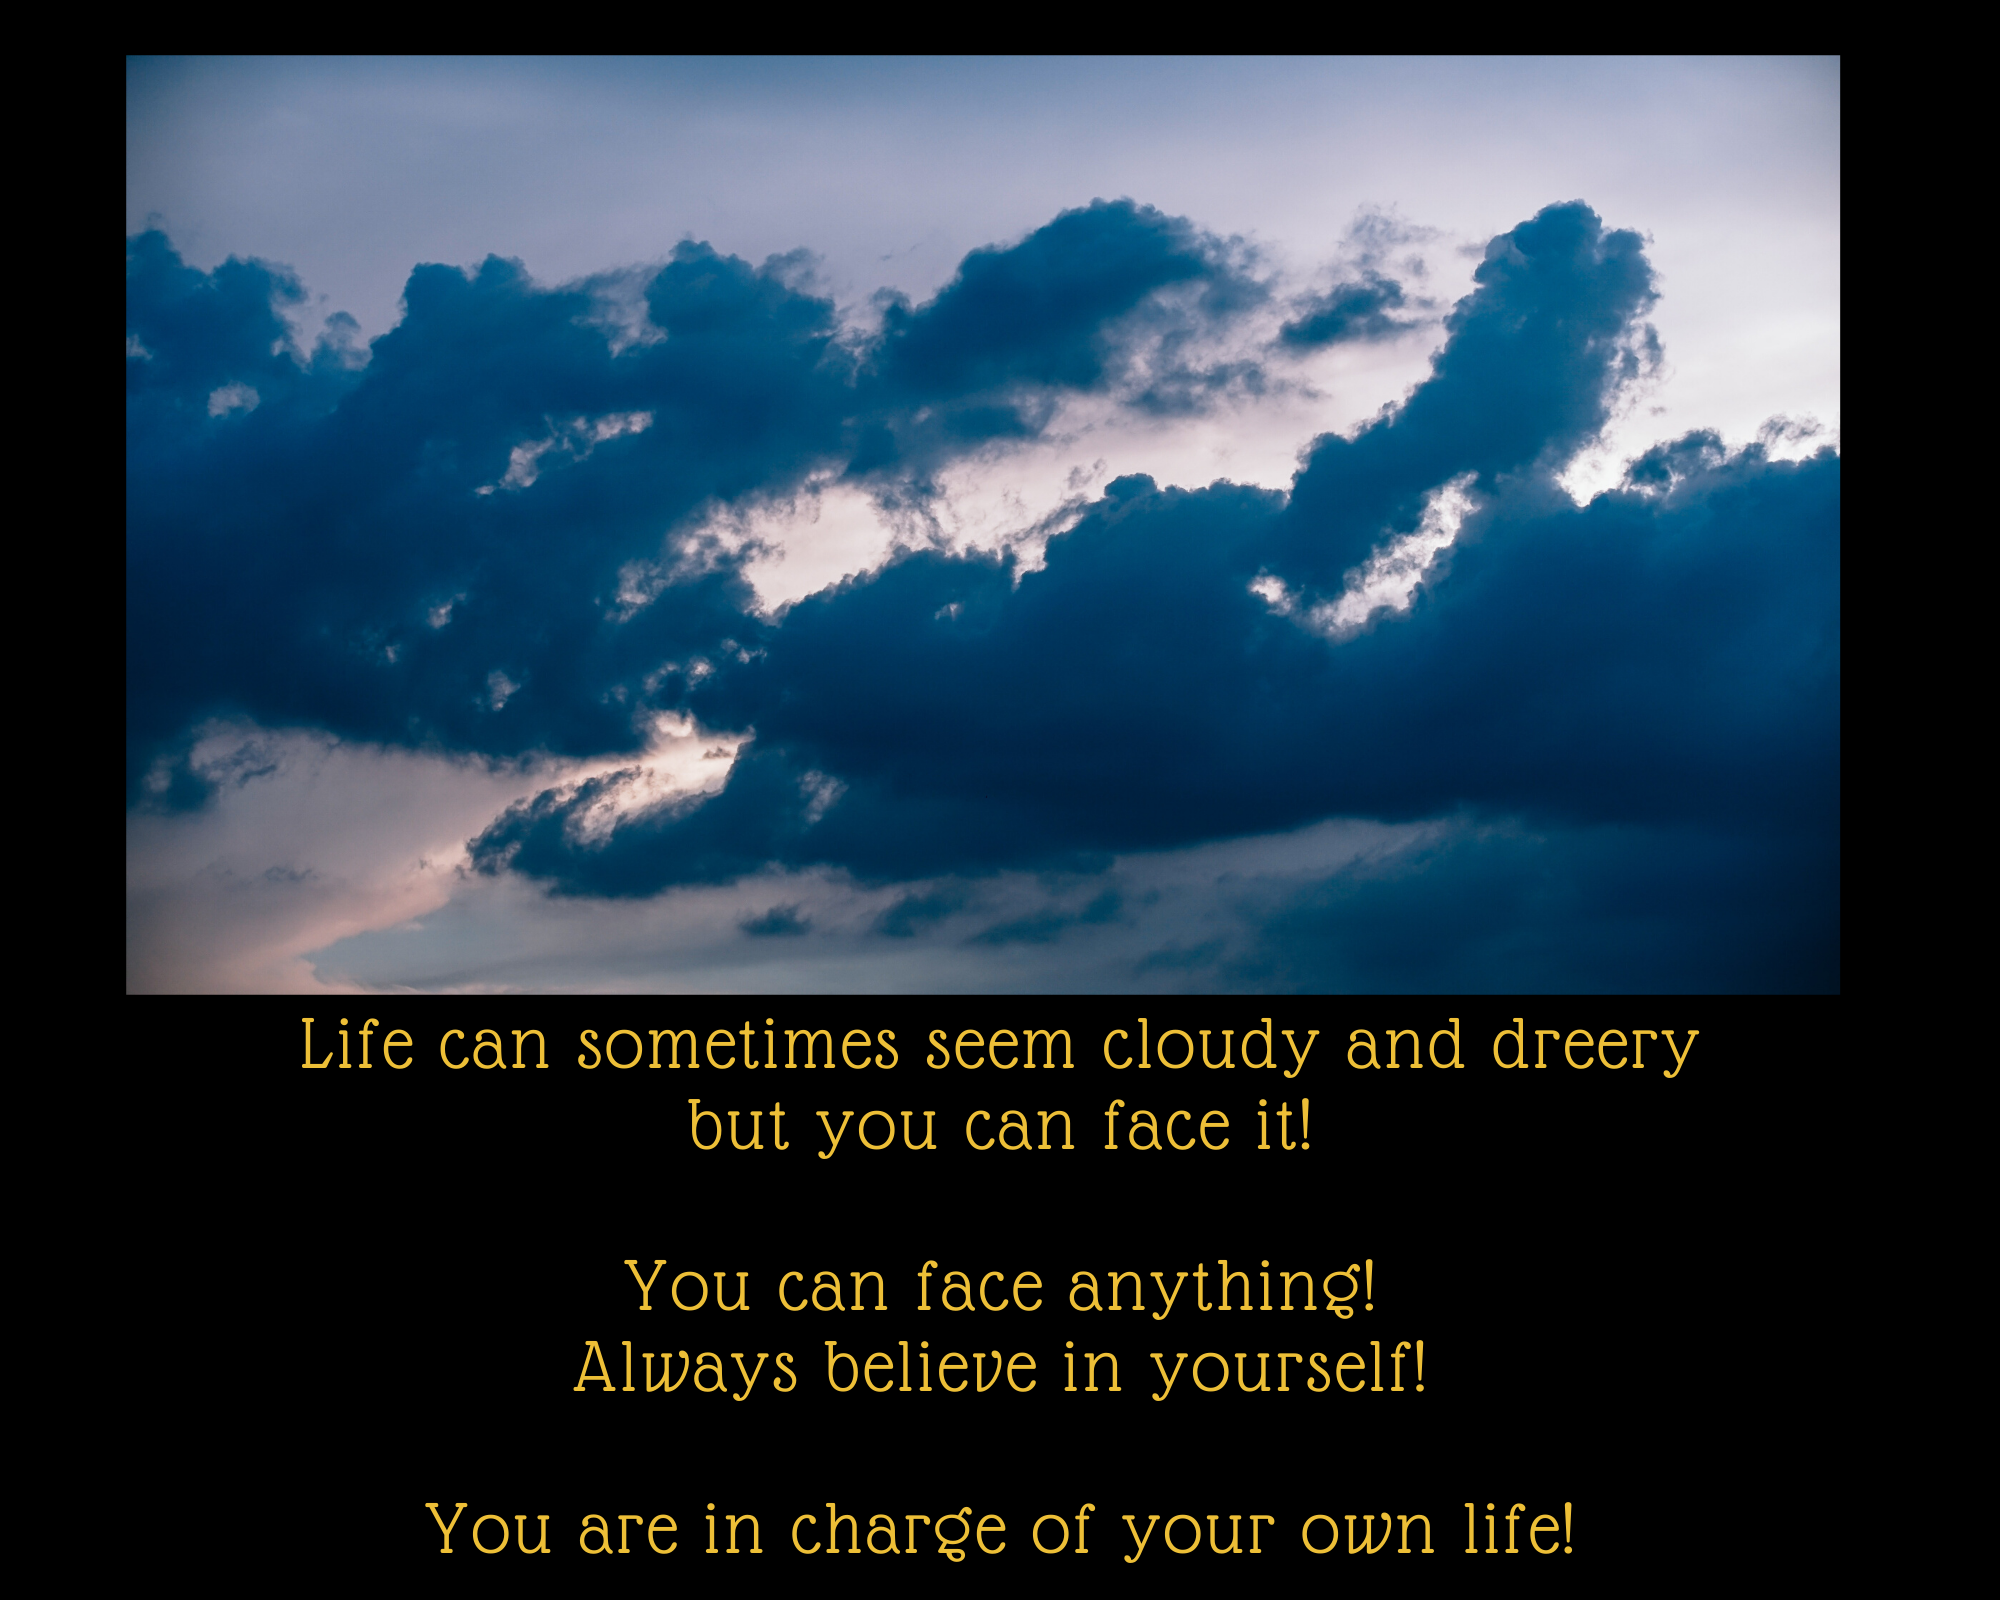 Life can sometimes seem cloudy and dreery
but you can face it!
You can face anything!
Always believe in yourself!
You are in charge of your own life!